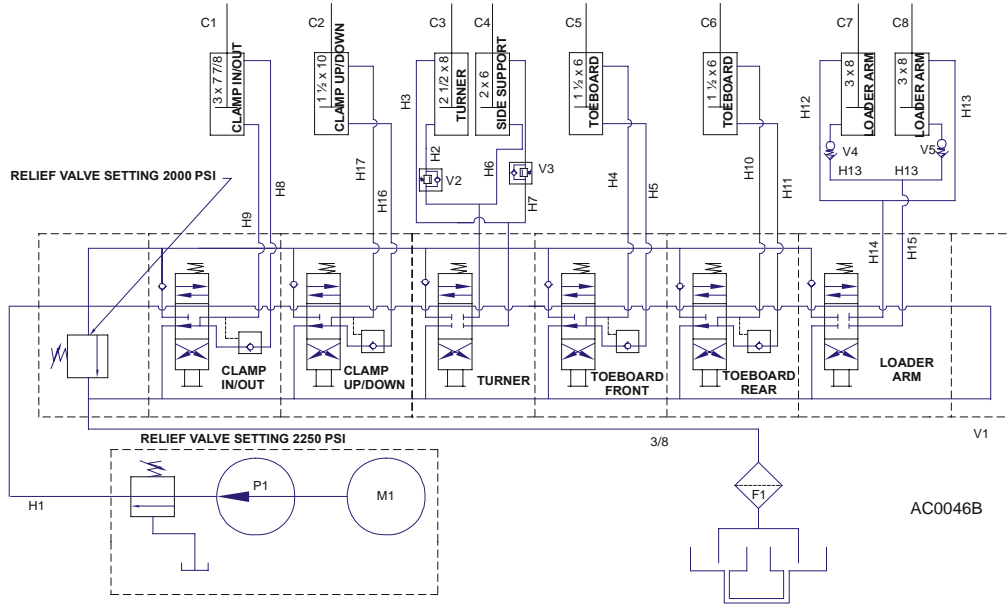 C1
C2
C3
C4
C5
C6
C7
C8
3 x 7 7/8
CLAMP IN/OUT
1 ½ x 10
CLAMP UP/DOWN
2 1/2 x 8
TURNER
2 x 6
SIDE SUPPORT
1 ½ x 6
TOEBOARD
1 ½ x 6
TOEBOARD
3 x 8
LOADER ARM
3 x 8
LOADER ARM
H3
H12
H13
H2
H17
H6
H4
H5
H10
H11
V4
V5
H13
H13
V2
V3
RELIEF VALVE SETTING 2000 PSI
H8
H16
H7
H9
H14
H15
CLAMP
IN/OUT
CLAMP
UP/DOWN
TURNER
TOEBOARD
FRONT
TOEBOARD
REAR
LOADER
ARM
V1
RELIEF VALVE SETTING 2250 PSI
3/8
P1
M1
F1
H1
AC0046B